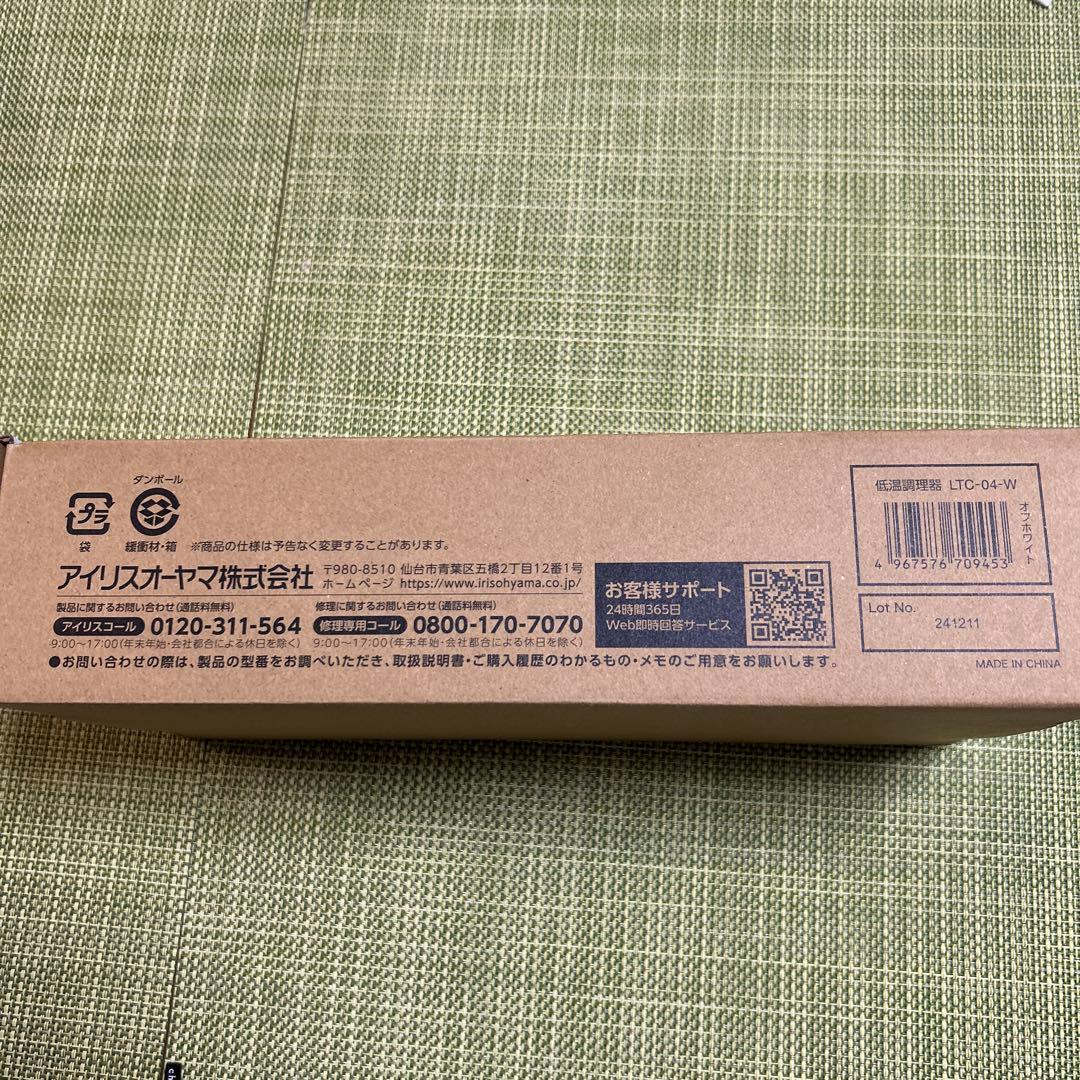 ダンボール
プラ
袋
緩衝材・箱
※商品の仕様は予告なく変更することがあります。
アイリスオーヤマ株式会社
〒980-8510 仙台市青葉区五橋2丁目12番1号
ホームページ https://www.irisohyama.co.jp/
製品に関するお問い合わせ(通話料無料)
アイリスコール 0120-311-564
9:00〜17:00(年末年始・会社都合による休日を除く)
修理に関するお問い合わせ(通話料無料)
修理専用コール 0800-170-7070
9:00〜17:00(年末年始・会社都合による休日を除く)
お客様サポート
24時間365日
Web即時回答サービス
●お問い合わせの際は、製品の型番をお調べいただき、取扱説明書・ご購入履歴のわかるもの・メモのご用意をお願いします。
低温調理器 LTC-04-W
オフホワイト
4 967576 709453
Lot No.
241211
MADE IN CHINA